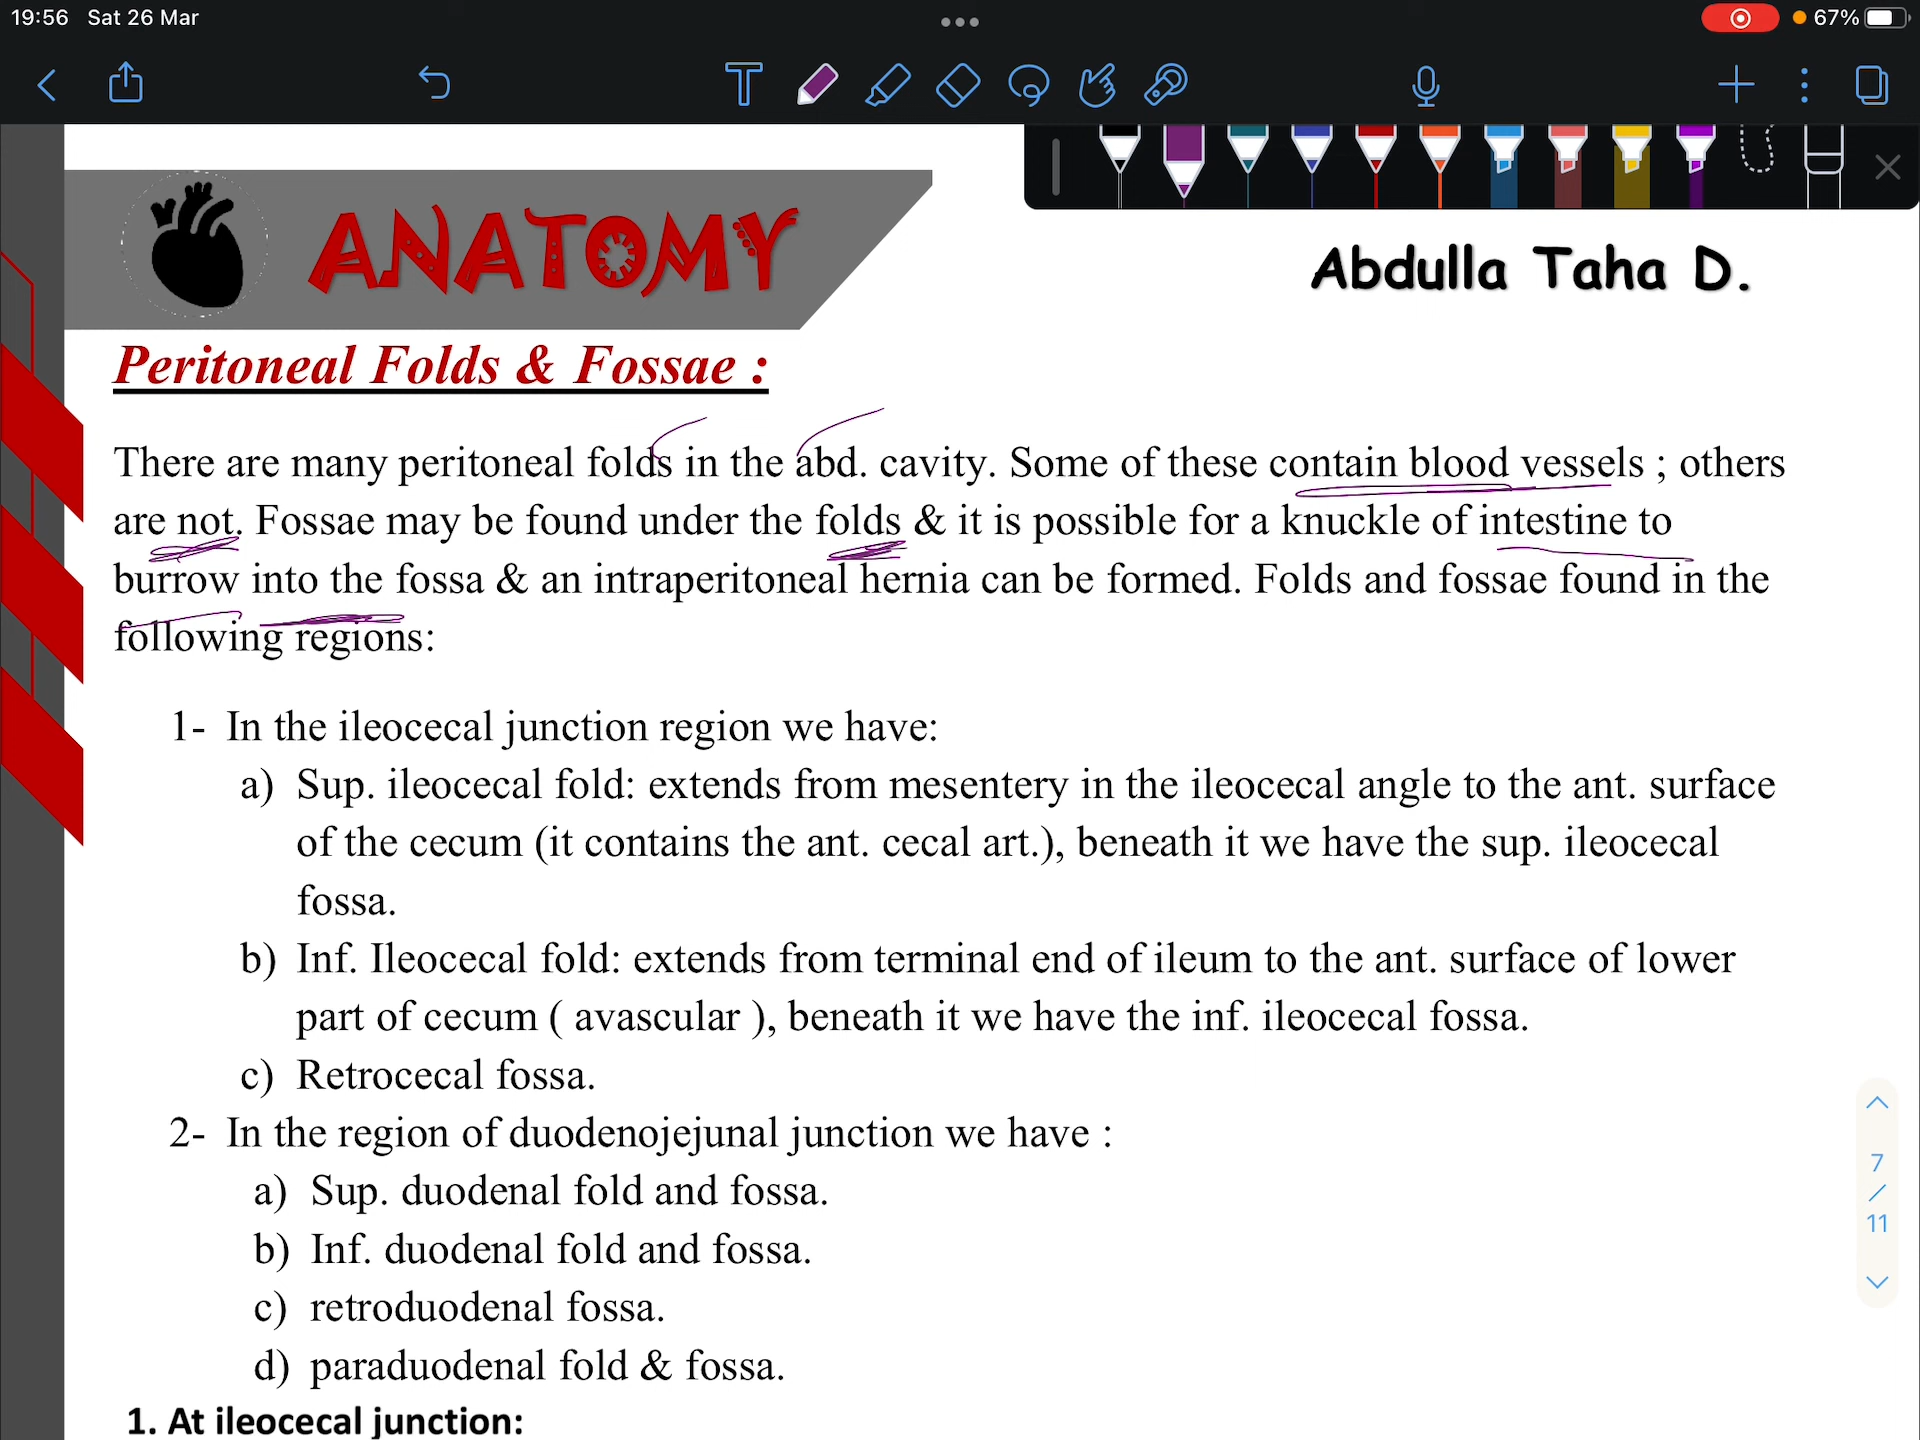 19:56 Sat 26 Mar
67%
ANATOMY
Abdulla Taha D.
Peritoneal Folds & Fossae :
There are many peritoneal folds in the abd. cavity. Some of these contain blood vessels ; others
are not. Fossae may be found under the folds & it is possible for a knuckle of intestine to
burrow into the fossa & an intraperitoneal hernia can be formed. Folds and fossae found in the
following regions:
1- In the ileocecal junction region we have:
a) Sup. ileocecal fold: extends from mesentery in the ileocecal angle to the ant. surface
of the cecum (it contains the ant. cecal art.), beneath it we have the sup. ileocecal
fossa.
b) Inf. Ileocecal fold: extends from terminal end of ileum to the ant. surface of lower
part of cecum ( avascular ), beneath it we have the inf. ileocecal fossa.
c) Retrocecal fossa.
2- In the region of duodenojejunal junction we have :
a) Sup. duodenal fold and fossa.
b) Inf. duodenal fold and fossa.
c) retroduodenal fossa.
d) paraduodenal fold & fossa.
1. At ileocecal junction:
7
/
11